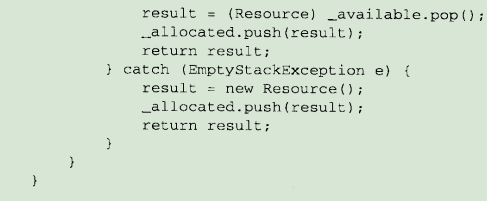 result = (Resource) _available.pop();
_allocated.push(result);
return result;
} catch (EmptyStackException e) {
result = new Resource();
_allocated.push(result);
return result;
}
}
}